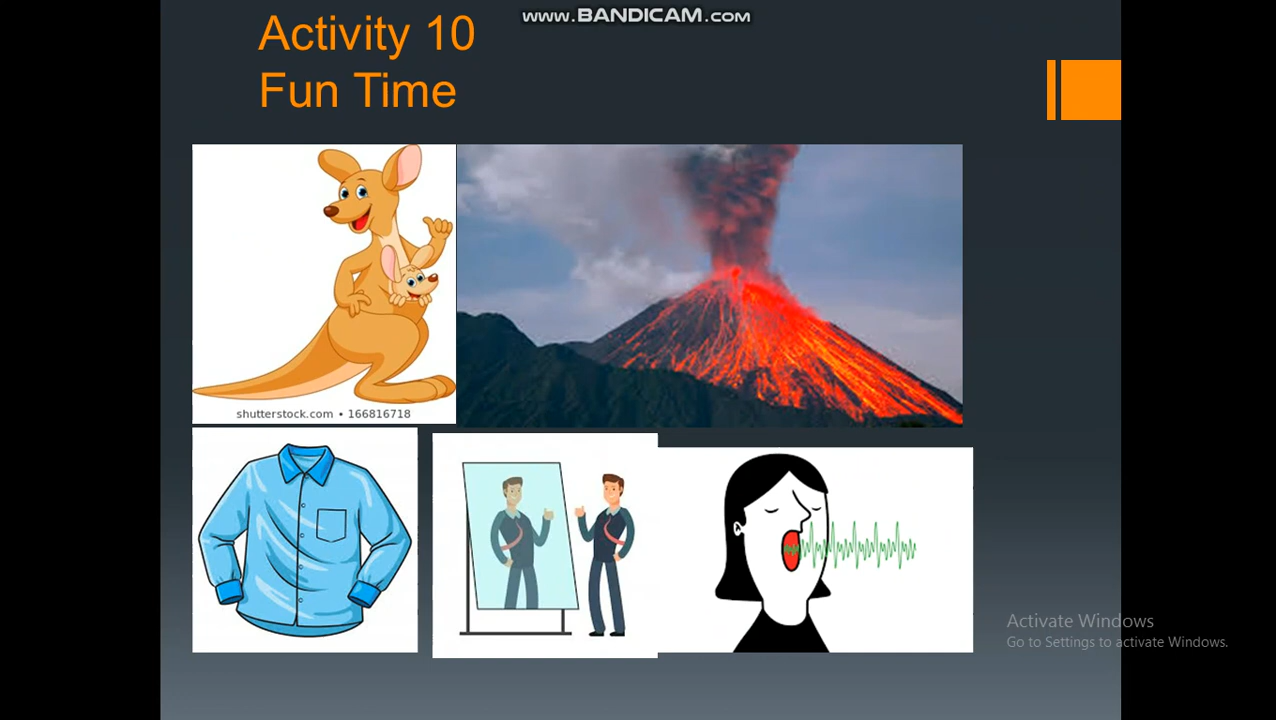 www.BANDICAM.com
Activity 10
Fun Time
shutterstock.com • 166816718
Activate Windows
Go to Settings to activate Windows.